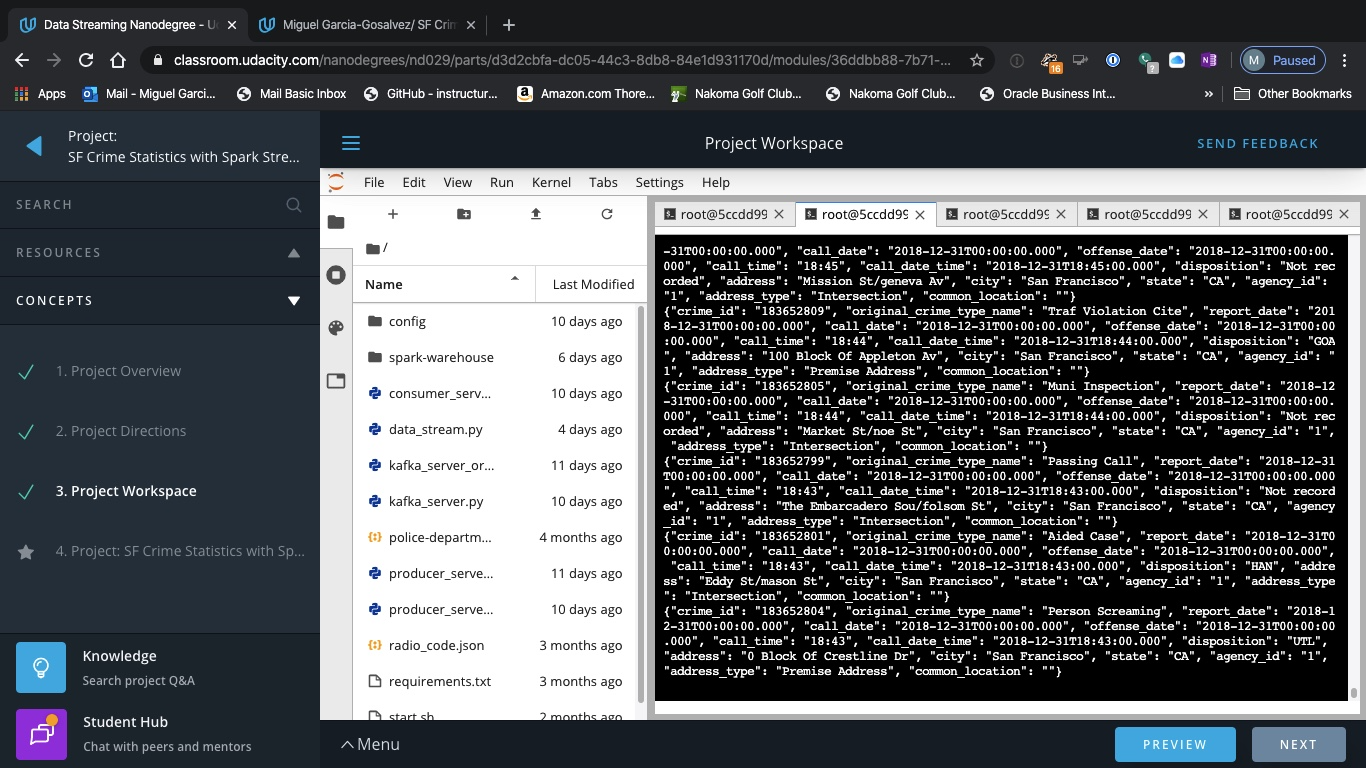 Data Streaming Nanodegree - U
Miguel Garcia-Gosalvez/ SF Crim
classroom.udacity.com/nanodegrees/nd029/parts/d3d2cbfa-dc05-44c3-8db8-84e1d931170d/modules/36ddbb88-7b71-...
16
?
N
M Paused
Apps
Mail - Miguel Garci...
Mail Basic Inbox
GitHub - instructur...
Amazon.com Thore...
Nakoma Golf Club...
Nakoma Golf Club...
Oracle Business Int...
»
Other Bookmarks
Project:
SF Crime Statistics with Spark Stre...
SEARCH
RESOURCES
CONCEPTS
1. Project Overview
2. Project Directions
3. Project Workspace
4. Project: SF Crime Statistics with Sp...
Knowledge
Search project Q&A
Student Hub
Chat with peers and mentors
Project Workspace
SEND FEEDBACK
File Edit View Run Kernel Tabs Settings Help
/
Name Last Modified
config 10 days ago
spark-warehouse 6 days ago
consumer_serv... 10 days ago
data_stream.py 4 days ago
kafka_server_or... 11 days ago
kafka_server.py 10 days ago
police-departm... 4 months ago
producer_serve... 11 days ago
producer_serve... 10 days ago
radio_code.json 3 months ago
requirements.txt 3 months ago
start.sh 2 months ago
root@5ccdd99 root@5ccdd99 root@5ccdd99 root@5ccdd99 root@5ccdd99
-31T00:00:00.000", "call_date": "2018-12-31T00:00:00.000", "offense_date": "2018-12-31T00:00:00.
000", "call_time": "18:45", "call_date_time": "2018-12-31T18:45:00.000", "disposition": "Not rec
orded", "address": "Mission St/geneva Av", "city": "San Francisco", "state": "CA", "agency_id":
"1", "address_type": "Intersection", "common_location": ""}
{"crime_id": "183652809", "original_crime_type_name": "Traf Violation Cite", "report_date": "201
8-12-31T00:00:00.000", "call_date": "2018-12-31T00:00:00.000", "offense_date": "2018-12-31T00:00
:00.000", "call_time": "18:44", "call_date_time": "2018-12-31T18:44:00.000", "disposition": "GOA
", "address": "100 Block Of Appleton Av", "city": "San Francisco", "state": "CA", "agency_id": "
1", "address_type": "Premise Address", "common_location": ""}
{"crime_id": "183652805", "original_crime_type_name": "Muni Inspection", "report_date": "2018-12
-31T00:00:00.000", "call_date": "2018-12-31T00:00:00.000", "offense_date": "2018-12-31T00:00:00.
000", "call_time": "18:44", "call_date_time": "2018-12-31T18:44:00.000", "disposition": "Not rec
orded", "address": "Market St/noe St", "city": "San Francisco", "state": "CA", "agency_id": "1",
"address_type": "Intersection", "common_location": ""}
{"crime_id": "183652799", "original_crime_type_name": "Passing Call", "report_date": "2018-12-31
T00:00:00.000", "call_date": "2018-12-31T00:00:00.000", "offense_date": "2018-12-31T00:00:00.000
", "call_time": "18:43", "call_date_time": "2018-12-31T18:43:00.000", "disposition": "Not record
ed", "address": "The Embarcadero Sou/folsom St", "city": "San Francisco", "state": "CA", "agency
_id": "1", "address_type": "Intersection", "common_location": ""}
{"crime_id": "183652801", "original_crime_type_name": "Aided Case", "report_date": "2018-12-31T0
0:00:00.000", "call_date": "2018-12-31T00:00:00.000", "offense_date": "2018-12-31T00:00:00.000",
"call_time": "18:43", "call_date_time": "2018-12-31T18:43:00.000", "disposition": "HAN", "addre
ss": "Eddy St/mason St", "city": "San Francisco", "state": "CA", "agency_id": "1", "address_type
": "Intersection", "common_location": ""}
{"crime_id": "183652804", "original_crime_type_name": "Person Screaming", "report_date": "2018-1
2-31T00:00:00.000", "call_date": "2018-12-31T00:00:00.000", "offense_date": "2018-12-31T00:00:00
.000", "call_time": "18:43", "call_date_time": "2018-12-31T18:43:00.000", "disposition": "UTL",
"address": "0 Block Of Crestline Dr", "city": "San Francisco", "state": "CA", "agency_id": "1",
"address_type": "Premise Address", "common_location": ""}
Menu
PREVIEW
NEXT